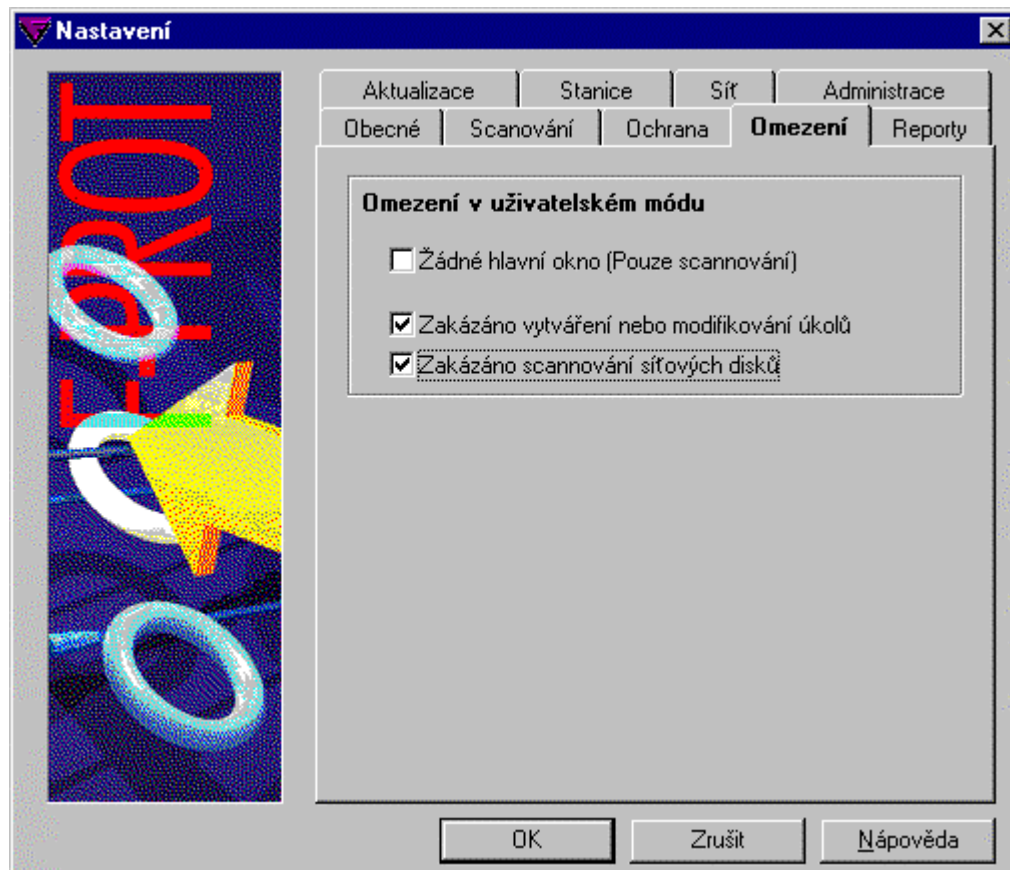 Nastavení
F-PROT
Aktualizace Stanice Síť Administrace
Obecné Scanování Ochrana Omezení Reporty
Omezení v uživatelském módu
Žádné hlavní okno (Pouze scannování)
Zakázáno vytváření nebo modifikování úkolů
Zakázáno scannování síťových disků
OK Zrušit Nápověda